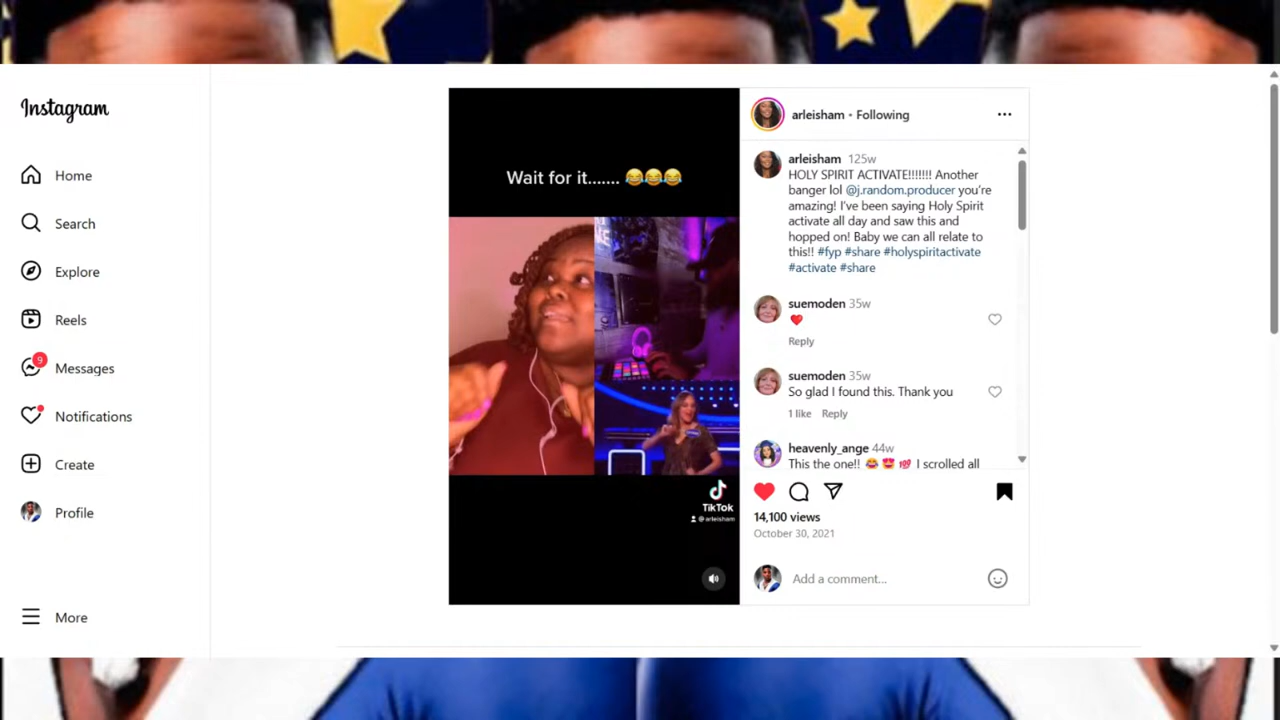 Instagram
Home
Search
Explore
Reels
9
Messages
Notifications
Create
Profile
More
Wait for it....... 😂😂😂
TikTok
@arleisham
arleisham • Following
arleisham 125w
HOLY SPIRIT ACTIVATE!!!!!!! Another
banger lol @j.random.producer you're
amazing! I've been saying Holy Spirit
activate all day and saw this and
hopped on! Baby we can all relate to
this!! #fyp #share #holyspiritactivate
#activate #share
suemoden 35w
❤️
Reply
suemoden 35w
So glad I found this. Thank you
1 like Reply
heavenly_ange 44w
This the one!! 😂 😍 💯 I scrolled all
14,100 views
October 30, 2021
Add a comment...